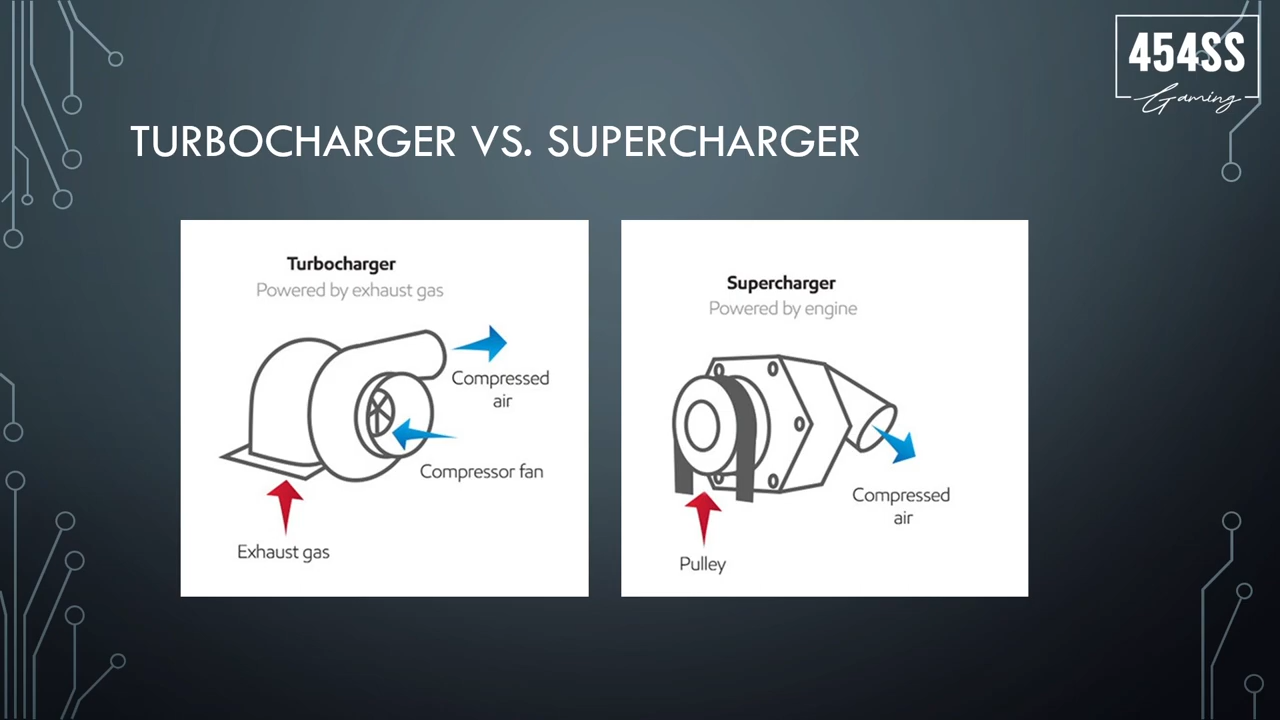 454SS
Gaming
TURBOCHARGER VS. SUPERCHARGER
Turbocharger
Powered by exhaust gas
Compressed
air
Compressor fan
Exhaust gas
Supercharger
Powered by engine
Compressed
air
Pulley